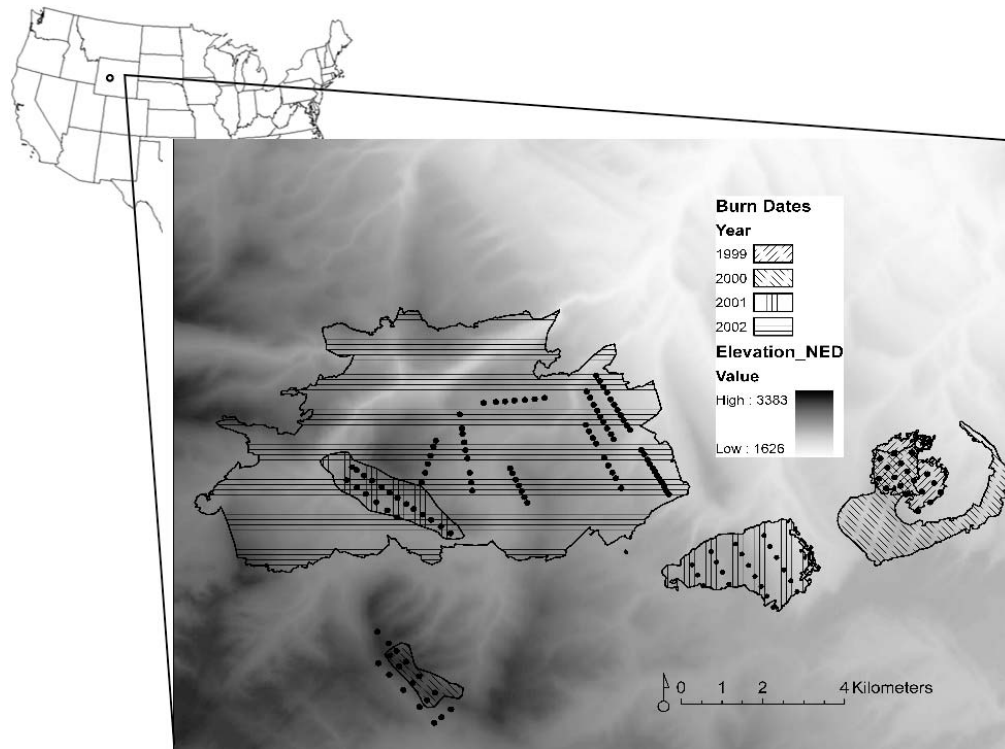 Burn Dates
Year
1999
2000
2001
2002
Elevation_NED
Value
High : 3383
Low : 1626
0 1 2 4 Kilometers